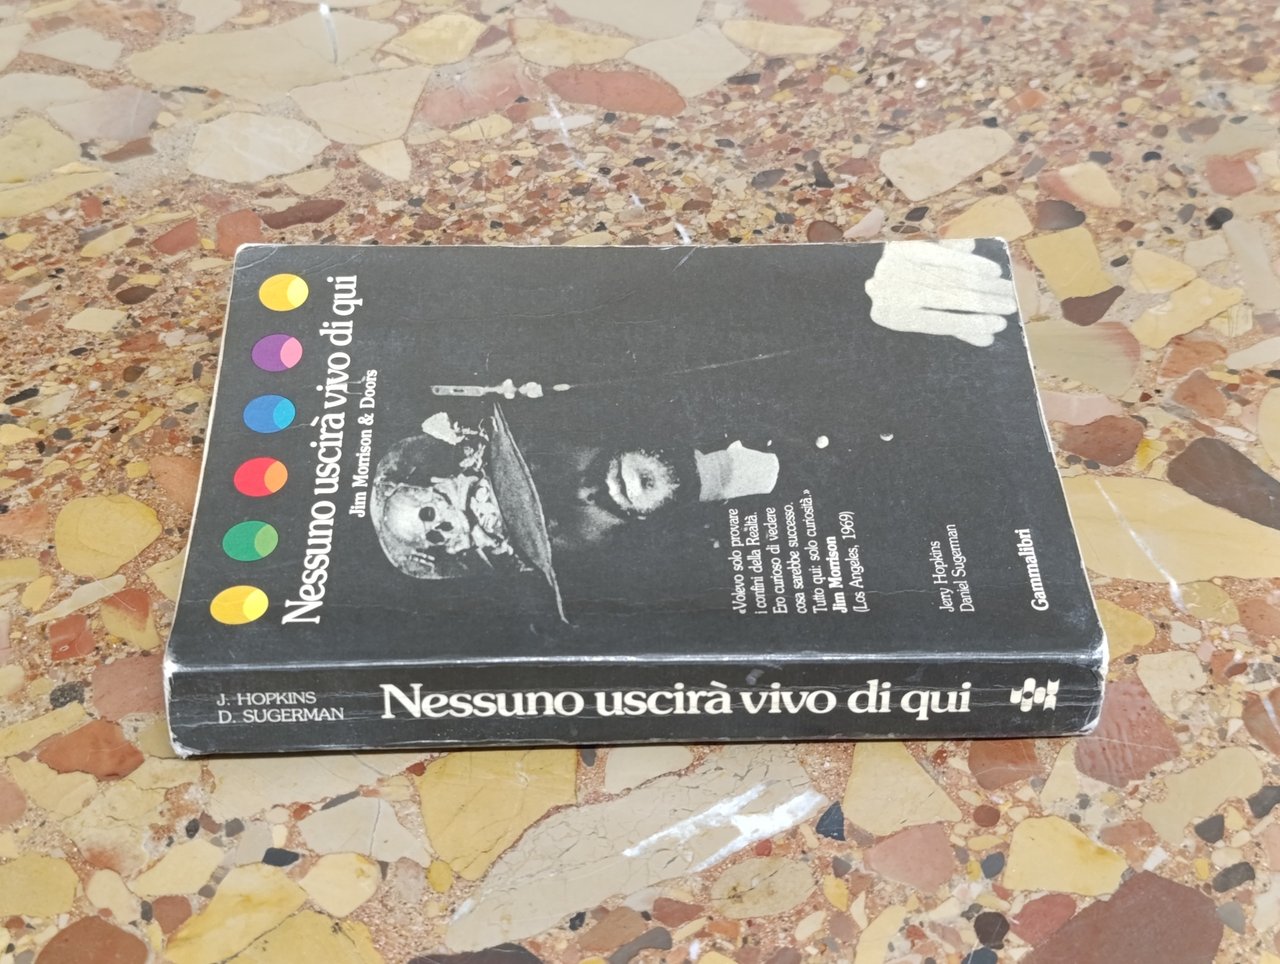 Nessuno uscirà vivo di qui
Jim Morrison & Doors
«Volevo solo provare
i confini della Realtà.
Ero curioso di vedere
cosa sarebbe successo.
Tutto qui: solo curiosità.»
Jim Morrison
(Los Angeles, 1969)
Jerry Hopkins
Daniel Sugerman
Gammalibri
J. HOPKINS
D. SUGERMAN
Nessuno uscirà vivo di qui